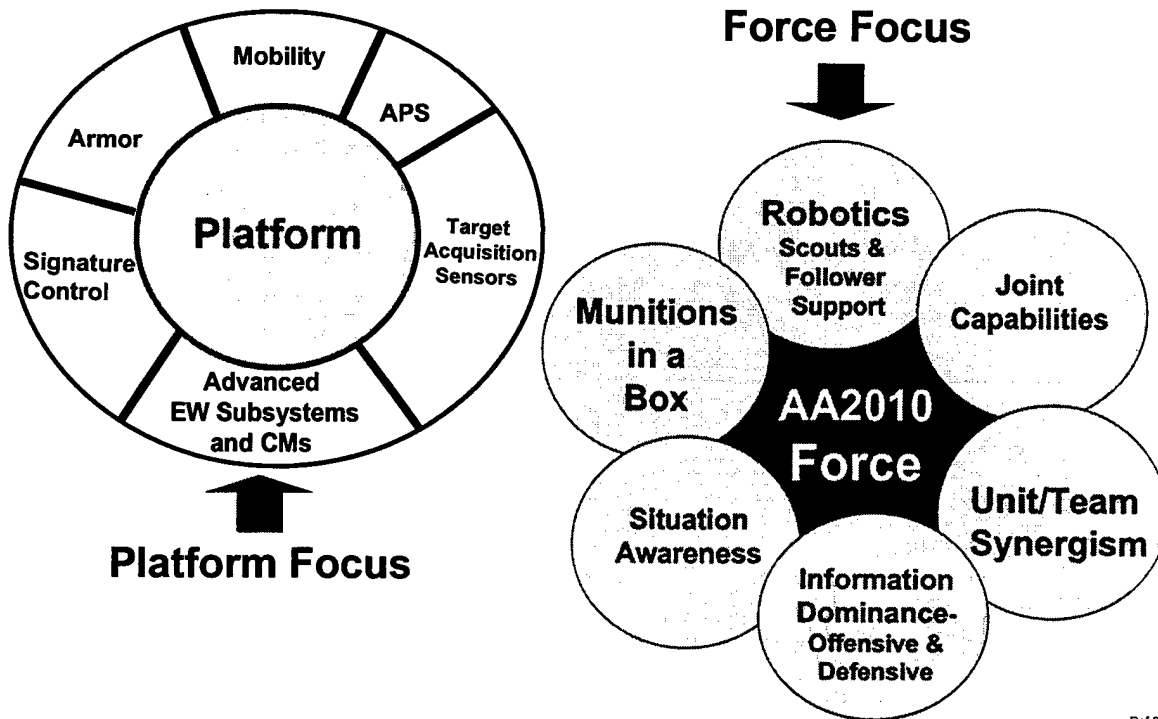 Mobility
APS
Armor
Platform
Target
Acquisition
Sensors
Signature
Control
Advanced
EW Subsystems
and CMs
Platform Focus
Force Focus
Robotics
Scouts &
Follower
Support
Joint
Capabilities
Munitions
in a
Box
AA2010
Force
Unit/Team
Synergism
Situation
Awareness
Information
Dominance-
Offensive &
Defensive